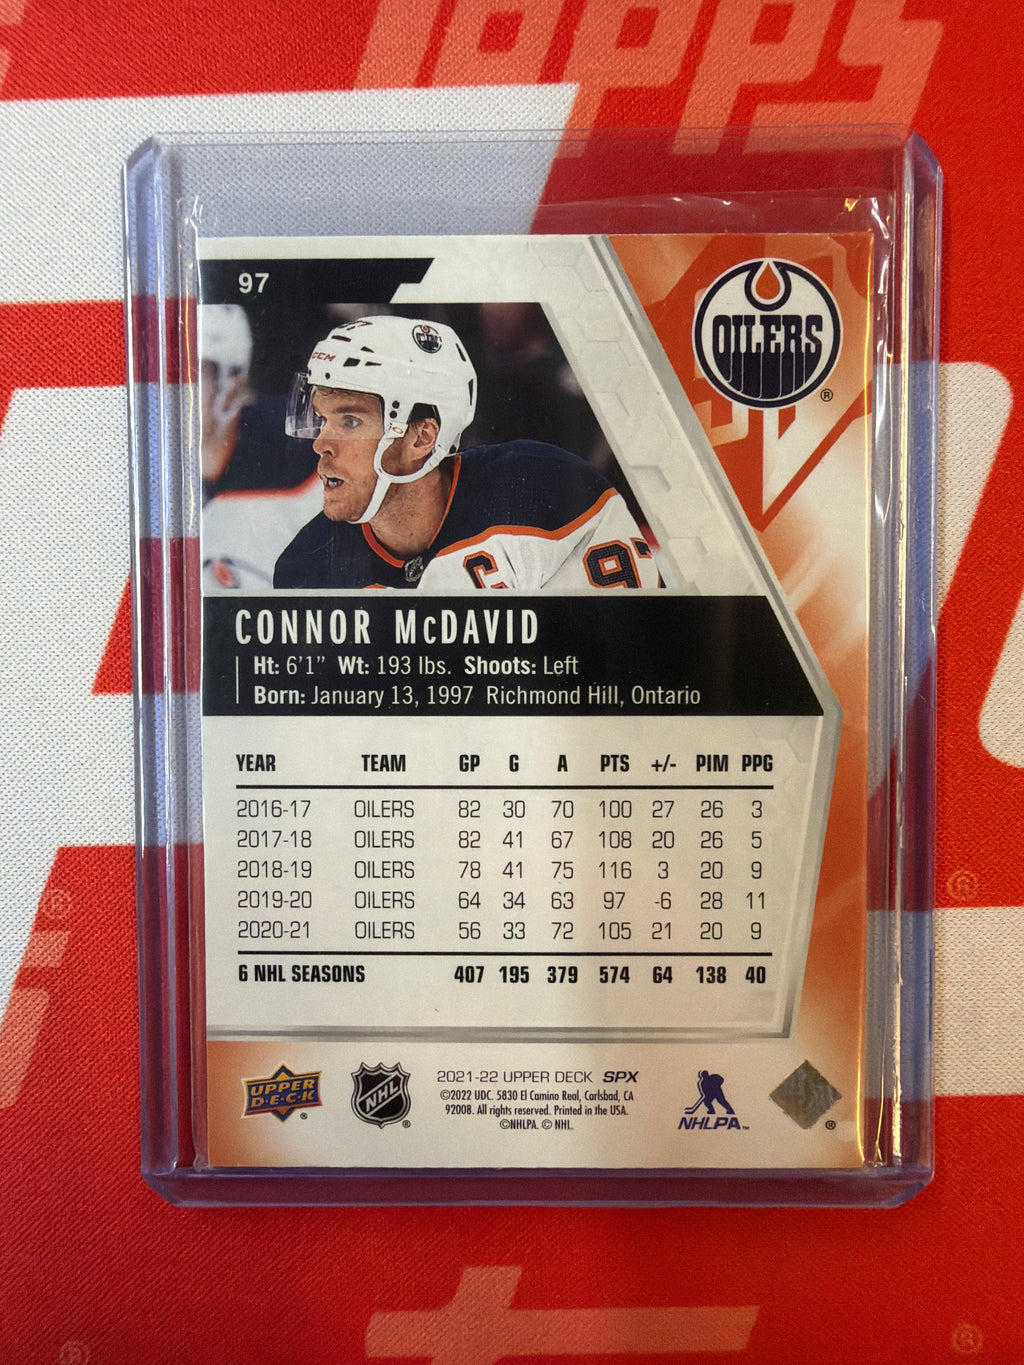 TOPPS
97
OILERS
®
CCM
C
97
CONNOR McDAVID
Ht: 6'1" Wt: 193 lbs. Shoots: Left
Born: January 13, 1997 Richmond Hill, Ontario
YEAR TEAM GP G A PTS +/- PIM PPG
2016-17 OILERS 82 30 70 100 27 26 3
2017-18 OILERS 82 41 67 108 20 26 5
2018-19 OILERS 78 41 75 116 3 20 9
2019-20 OILERS 64 34 63 97 -6 28 11
2020-21 OILERS 56 33 72 105 21 20 9
6 NHL SEASONS 407 195 379 574 64 138 40
UPPER
D·E·C·K
®
NHL
®
2021-22 UPPER DECK SPX
©2022 UDC. 5830 El Camino Real, Carlsbad, CA
92008. All rights reserved. Printed in the USA.
©NHLPA. © NHL.
NHLPA™
®